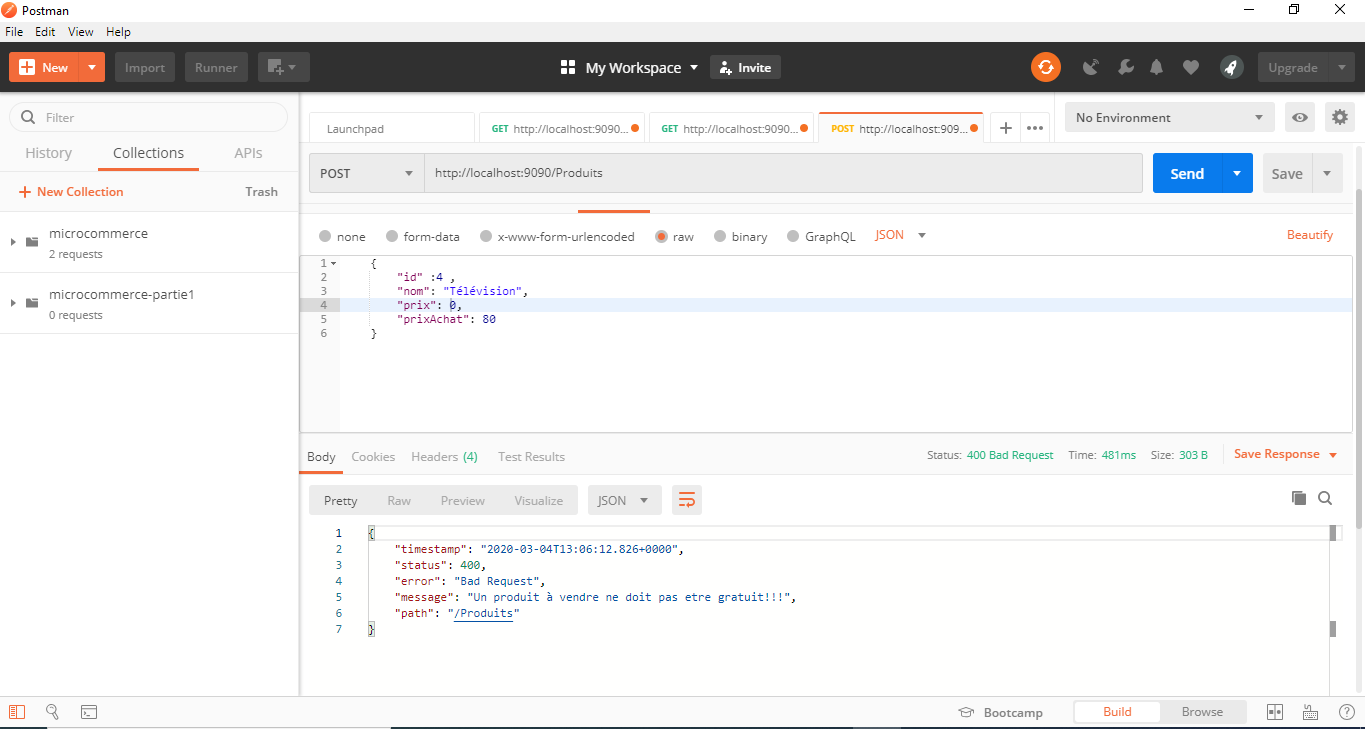 Postman
File Edit View Help
New Import Runner My Workspace Invite Upgrade
Filter
History Collections APIs
New Collection Trash
microcommerce
2 requests
microcommerce-partie1
0 requests
Launchpad GET http://localhost:9090... GET http://localhost:9090... POST http://localhost:909... + ••• No Environment
POST http://localhost:9090/Produits Send Save
none form-data x-www-form-urlencoded raw binary GraphQL JSON Beautify
1 {
2 "id" :4 ,
3 "nom": "Télévision",
4 "prix": 0,
5 "prixAchat": 80
6 }
Body Cookies Headers (4) Test Results Status: 400 Bad Request Time: 481ms Size: 303 B Save Response
Pretty Raw Preview Visualize JSON
1 {
2 "timestamp": "2020-03-04T13:06:12.826+0000",
3 "status": 400,
4 "error": "Bad Request",
5 "message": "Un produit à vendre ne doit pas etre gratuit!!!",
6 "path": "/Produits"
7 }
Bootcamp Build Browse ?